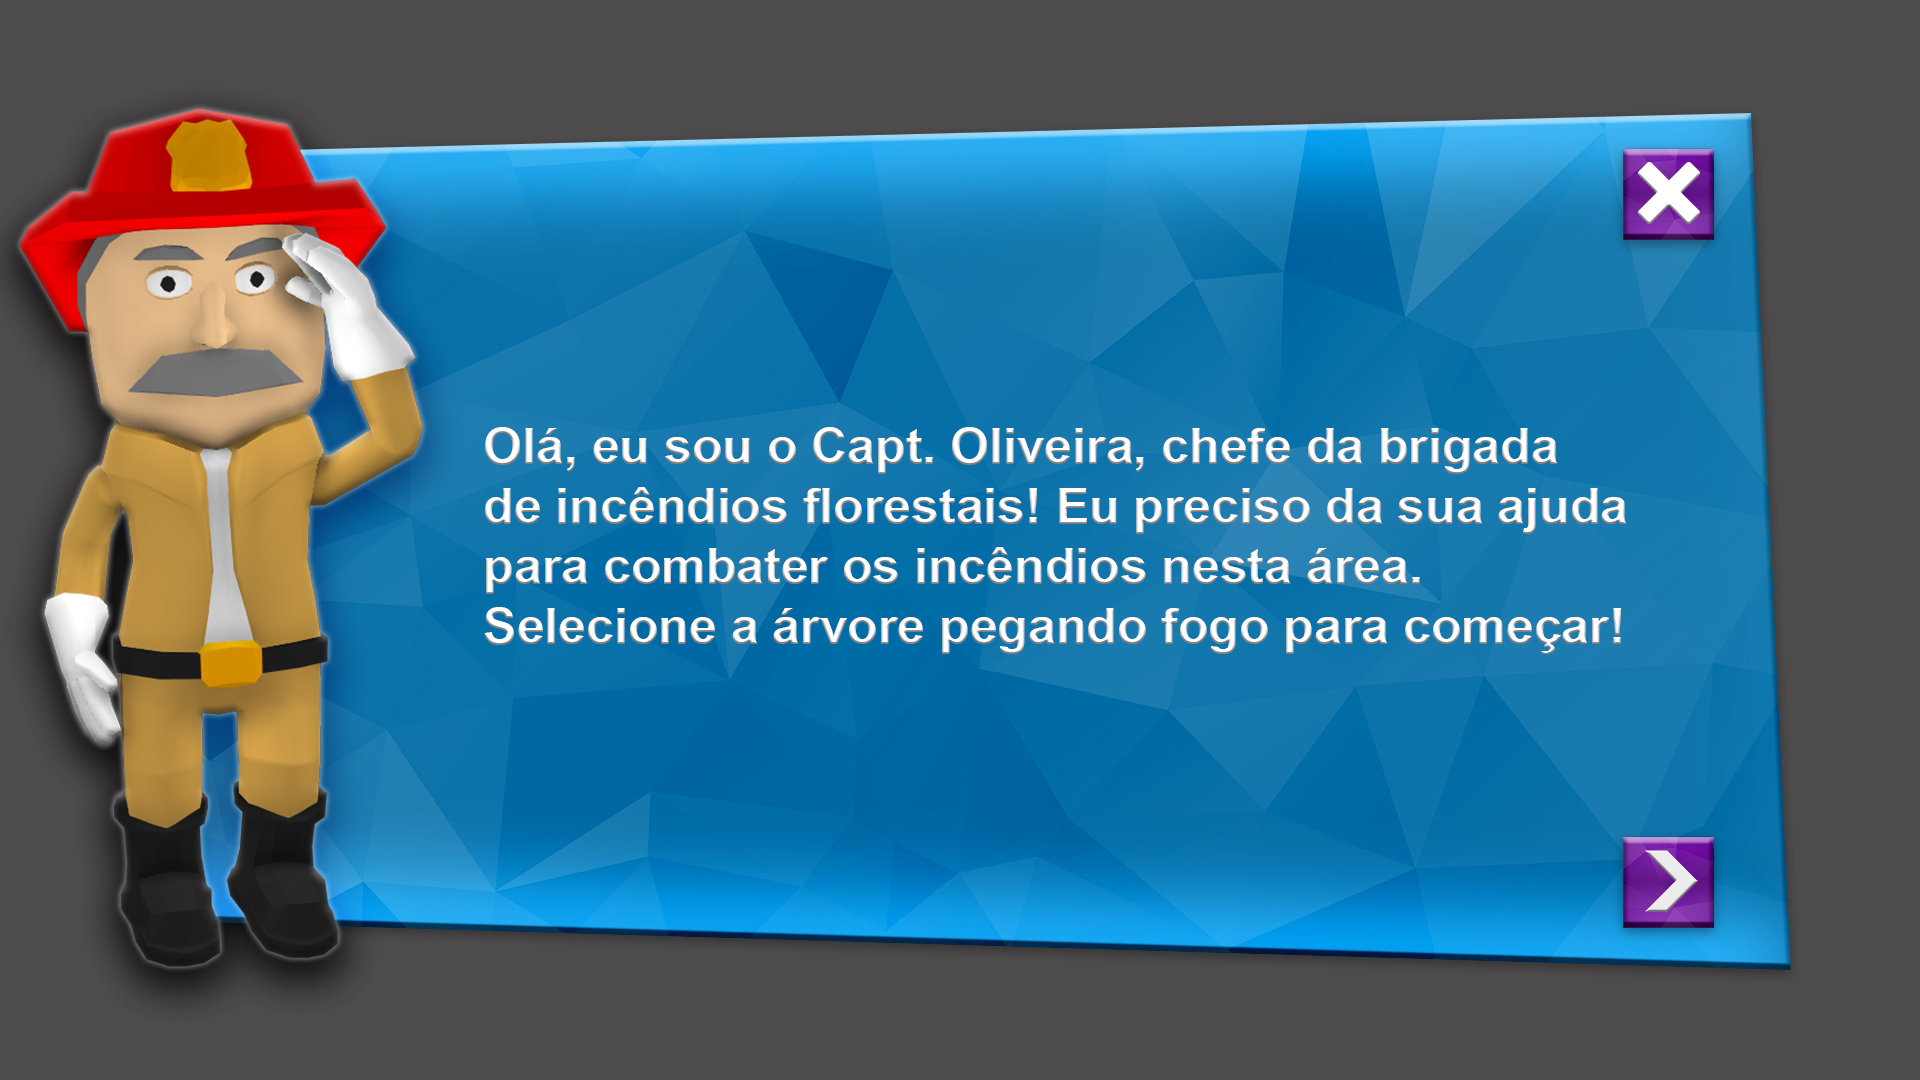 Olá, eu sou o Capt. Oliveira, chefe da brigada
de incêndios florestais! Eu preciso da sua ajuda
para combater os incêndios nesta área.
Selecione a árvore pegando fogo para começar!